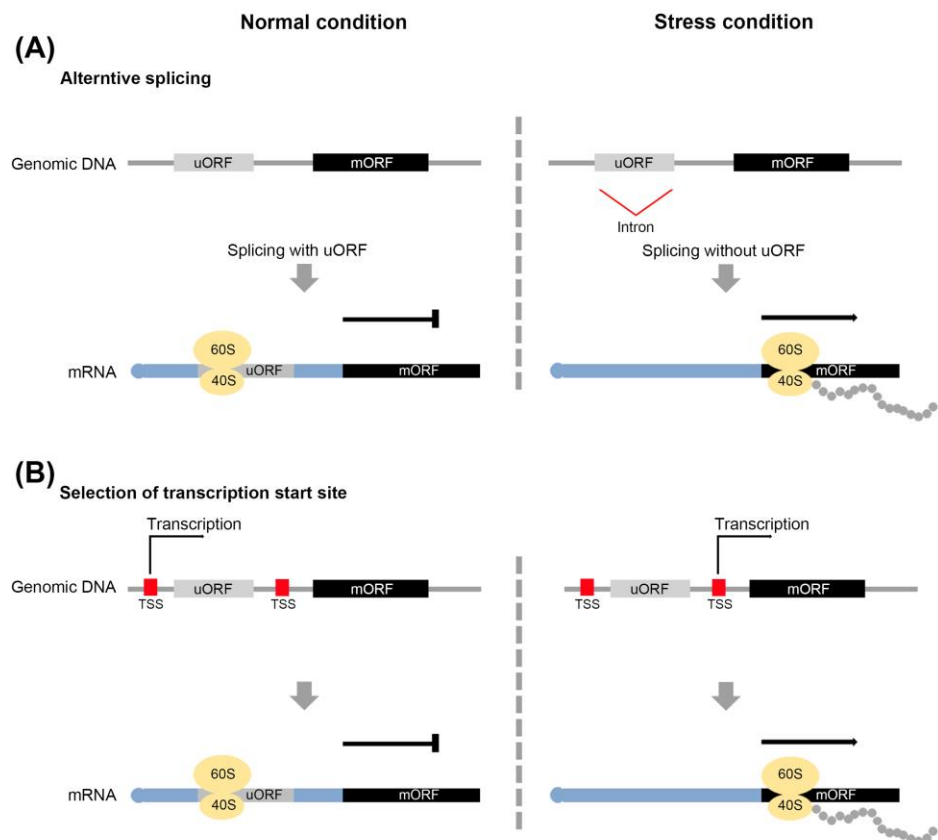 Normal condition
Stress condition
(A)
Alterntive splicing
Genomic DNA
uORF
mORF
uORF
mORF
Intron
Splicing with uORF
Splicing without uORF
60S
60S
mRNA
uORF
mORF
mORF
40S
40S
(B)
Selection of transcription start site
Transcription
Transcription
Genomic DNA
uORF
mORF
uORF
mORF
TSS
TSS
TSS
TSS
60S
60S
mRNA
uORF
mORF
mORF
40S
40S